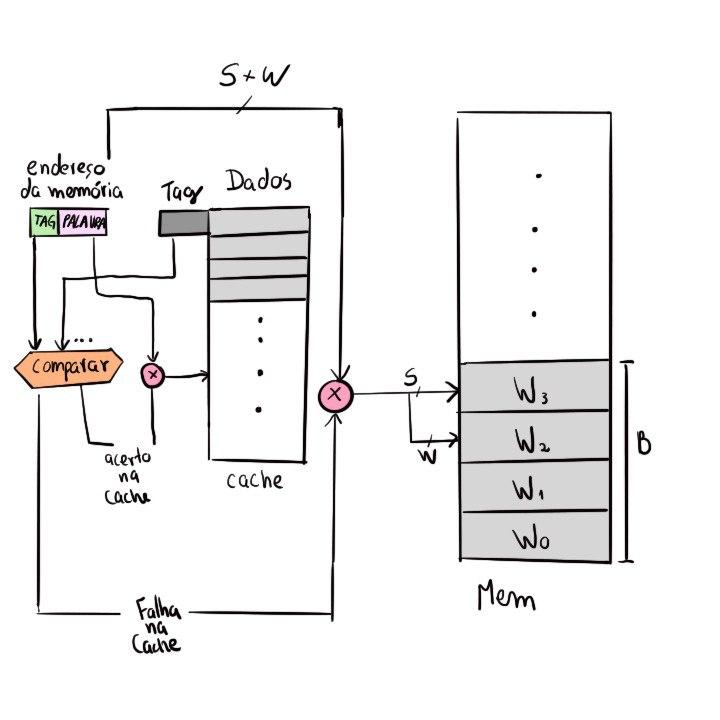 S+W
endereço
da memória
TAG PALAVRA
Tag
Dados
...
Comparar
x
acerto
na
Cache
cache
x
S
W
W3
W2
W1
W0
B
Mem
Falha
na
Cache